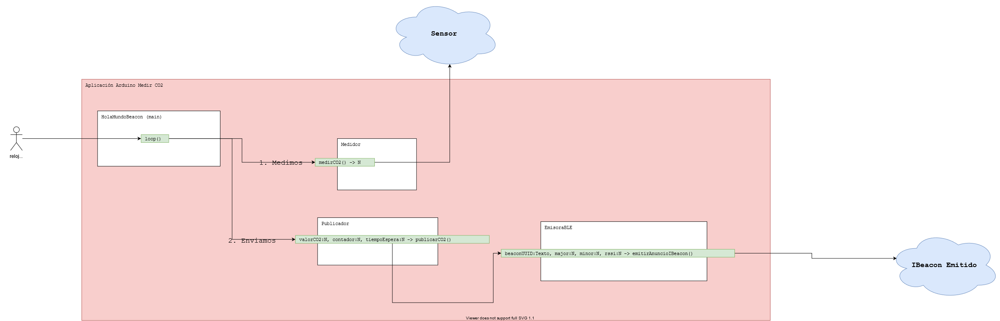 Sensor
Aplicación Arduino Medir CO2
HolaMundoBeacon (main)
loop()
reloj...
Medidor
1. Medimos
medirCO2() -> N
Publicador
2. Enviamos
valorCO2:N, contador:N, tiempoEspera:N -> publicarCO2()
EmisoraBLE
beaconUUID:Texto, major:N, minor:N, rssi:N -> emitirAnuncioIBeacon()
IBeacon Emitido
Viewer does not support full SVG 1.1